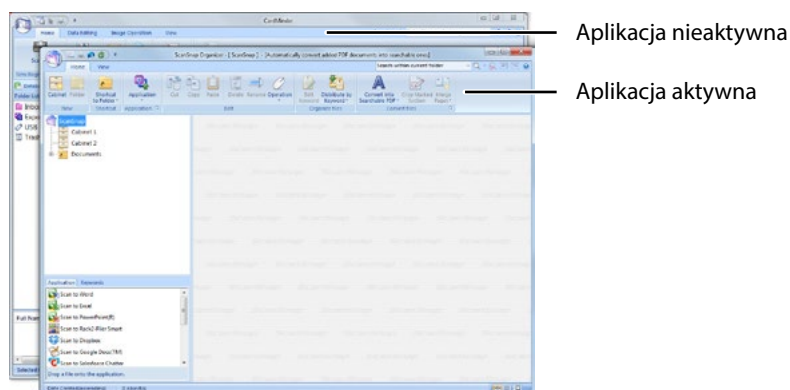 CardMinder
Aplikacja nieaktywna
Home Data Editing Image Operation View
ScanSnap Organizer - [ScanSnap] - [Automatically convert added PDF documents into searchable ones]
Home View
Search within current folder
Aplikacja aktywna
Cabinet Folder Shortcut to Folder Application Cut Copy Paste Divide Rename Operation Edit Keyword Distribute by Keyword Convert into Searchable PDF Crop Marked Section Merge Pages
New Shortcut Application Edit Organize files Convert files
ScanSnap
Cabinet 1
Cabinet 2
Documents
USB
Application Keywords
Scan to Word
Scan to Excel
Scan to PowerPoint(R)
Scan to Rack2-Filer Smart
Scan to Dropbox
Scan to Google Docs(TM)
Scan to Salesforce Chatter
Drop a file onto the application.